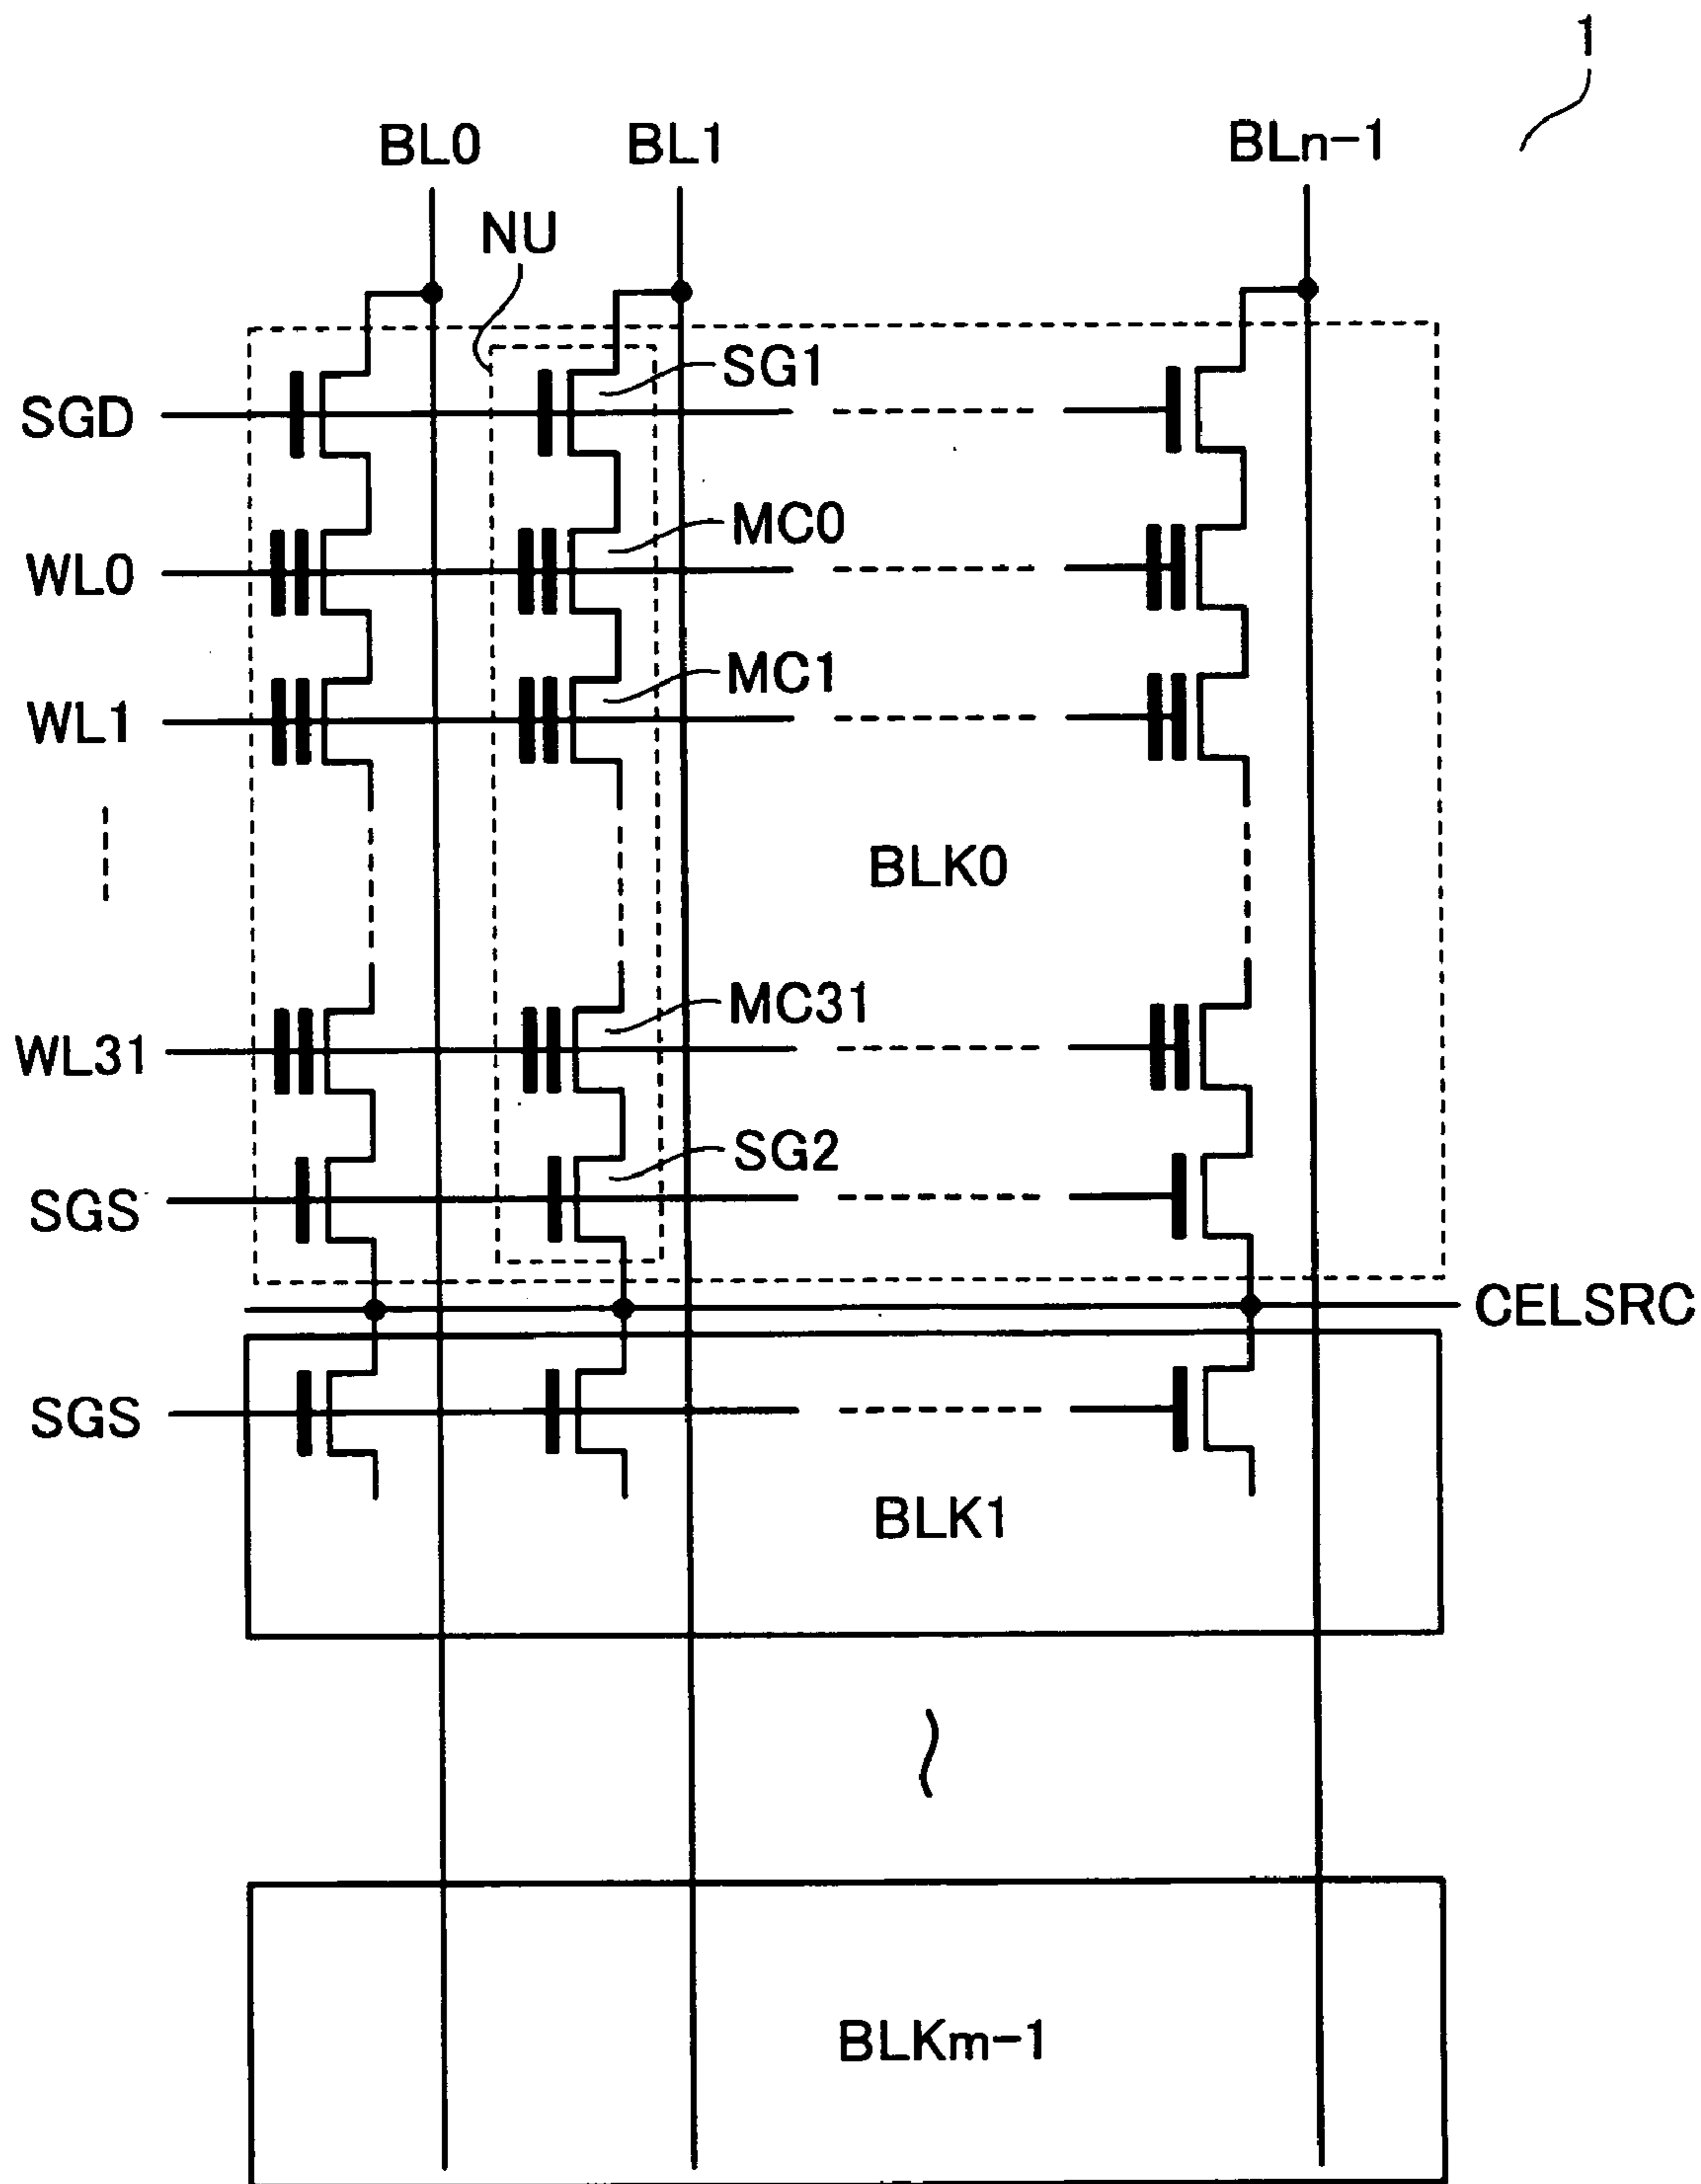 1
BL0 BL1 BLn-1
NU
SG1
SGD
MC0
WL0
MC1
WL1
BLK0
MC31
WL31
SG2
SGS
CELSRC
SGS
BLK1
BLKm-1